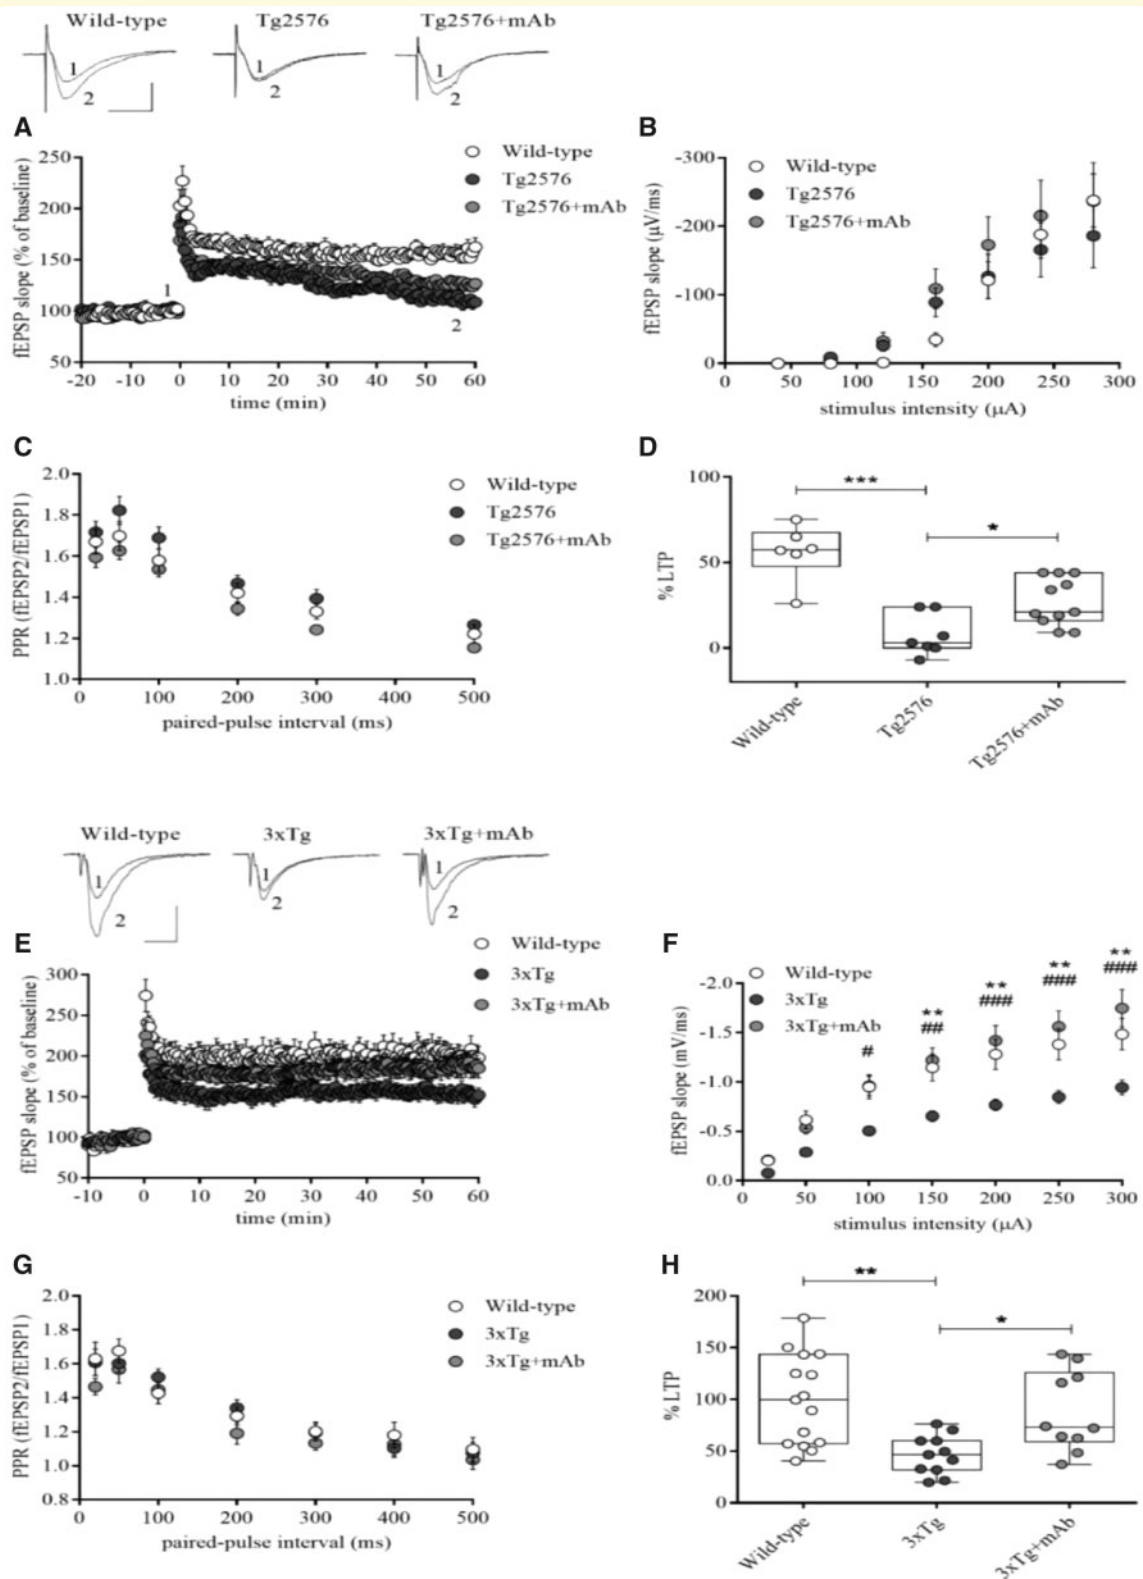 Wild-type Tg2576 Tg2576+mAb
1 1 1
2 2 2
A
fEPSP slope (% of baseline)
250
200
150
100
50
1
2
Wild-type
Tg2576
Tg2576+mAb
-20 -10 0 10 20 30 40 50 60
time (min)
B
fEPSP slope (μV/ms)
-300
-200
-100
0
Wild-type
Tg2576
Tg2576+mAb
0 50 100 150 200 250 300
stimulus intensity (μA)
C
PPR (fEPSP2/fEPSP1)
2.0
1.8
1.6
1.4
1.2
1.0
Wild-type
Tg2576
Tg2576+mAb
0 100 200 300 400 500
paired-pulse interval (ms)
D
% LTP
100
50
0
***
*
Wild-type
Tg2576
Tg2576+mAb
Wild-type 3xTg 3xTg+mAb
1 1 1
2 2 2
E
fEPSP slope (% of baseline)
300
250
200
150
100
50
Wild-type
3xTg
3xTg+mAb
-10 0 10 20 30 40 50 60
time (min)
F
fEPSP slope (mV/ms)
-2.0
-1.5
-1.0
-0.5
0.0
Wild-type
3xTg
3xTg+mAb
** ** ** **
# ## ### ### ###
0 50 100 150 200 250 300
stimulus intensity (μA)
G
PPR (fEPSP2/fEPSP1)
2.0
1.8
1.6
1.4
1.2
1.0
0.8
Wild-type
3xTg
3xTg+mAb
0 100 200 300 400 500
paired-pulse interval (ms)
H
% LTP
200
150
100
50
0
**
*
Wild-type
3xTg
3xTg+mAb